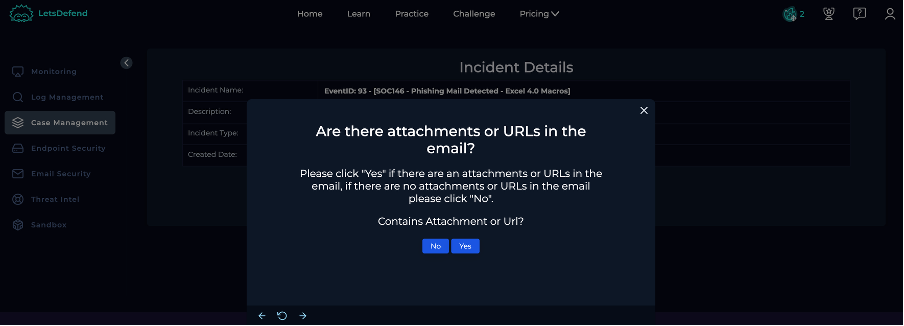 LetsDefend
Home Learn Practice Challenge Pricing
2
Monitoring
Log Management
Case Management
Endpoint Security
Email Security
Threat Intel
Sandbox
Incident Details
Incident Name: EventID: 93 - [SOC146 - Phishing Mail Detected - Excel 4.0 Macros]
Description:
Incident Type:
Created Date:
Are there attachments or URLs in the
email?
Please click "Yes" if there are an attachments or URLs in the
email, if there are no attachments or URLs in the email
please click "No".
Contains Attachment or Url?
No Yes